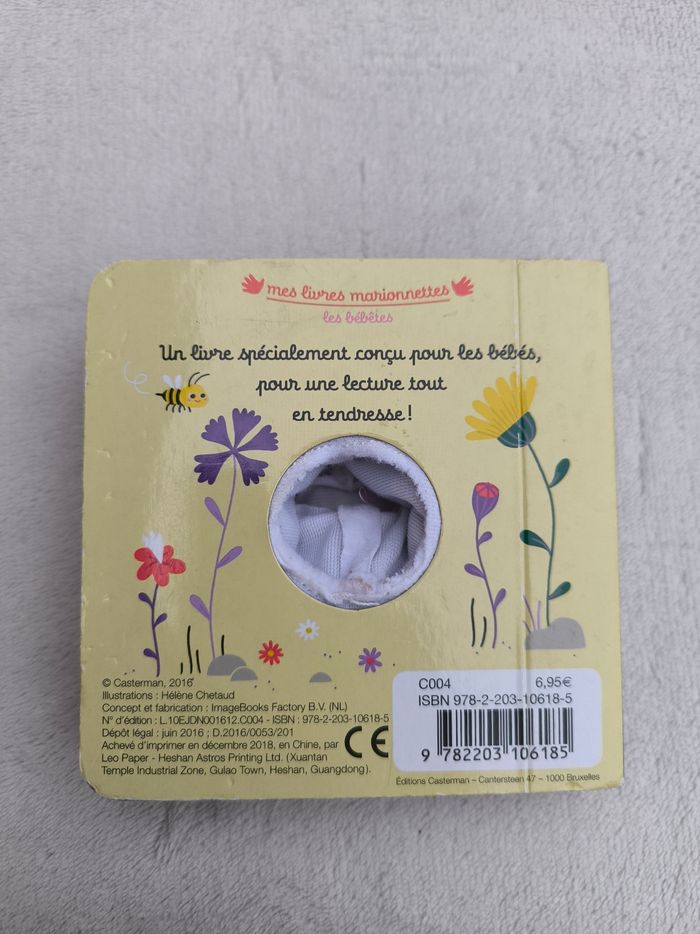 mes livres marionnettes
les bébêtes
Un livre spécialement conçu pour les bébés,
pour une lecture tout
en tendresse !
© Casterman, 2016
Illustrations : Hélène Chetaud
Concept et fabrication : ImageBooks Factory B.V. (NL)
N° d'édition : L.10EJDN001612.C004 - ISBN : 978-2-203-10618-5
Dépôt légal : juin 2016 ; D.2016/0053/201
Achevé d'imprimer en décembre 2018, en Chine, par
Leo Paper - Heshan Astros Printing Ltd. (Xuantan
Temple Industrial Zone, Gulao Town, Heshan, Guangdong).
CE
C004 6,95€
ISBN 978-2-203-10618-5
9 782203 106185
Éditions Casterman – Cantersteen 47 – 1000 Bruxelles